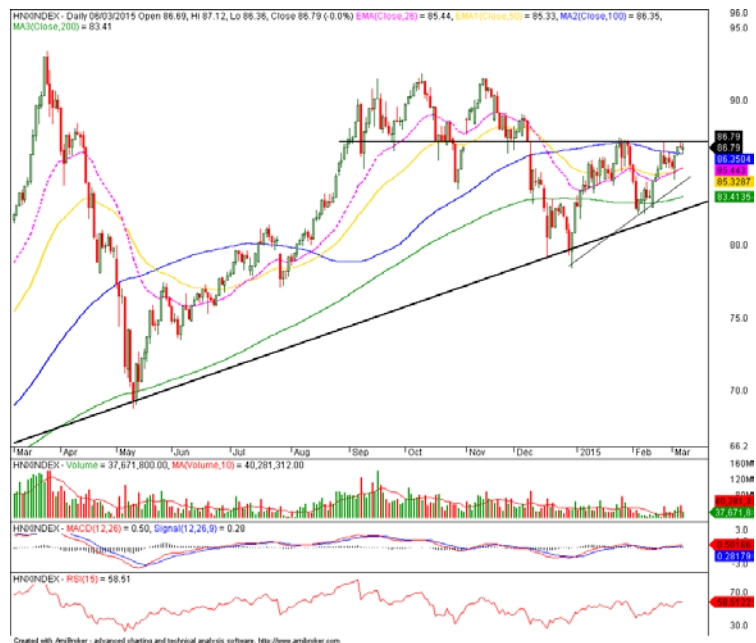 HNXINDEX - Daily 06/03/2015 Open 86.69, Hi 87.12, Lo 86.36, Close 86.79 (-0.0%) EMA(Close,26) = 85.44, EMA1(Close,50) = 85.33, MA2(Close,100) = 86.35,
MA3(Close,200) = 83.41
96.0
95.0
90.0
86.79
86.79
86.3504
85.443
85.3287
83.4135
80.0
75.0
70.0
66.2
Mar Apr May Jun Jul Aug Sep Oct Nov Dec 2015 Feb Mar
HNXINDEX - Volume = 37,671,800.00, MA(Volume,10) = 40,281,312.00
160M
120M
40,281,3
37,671,8
HNXINDEX - MACD(12,26) = 0.50, Signal(12,26,9) = 0.28
3.0
0.28179
-3.0
HNXINDEX - RSI(15) = 58.51
70.0
58.5122
30.0
Created with AmiBroker - advanced charting and technical analysis software. http://www.amibroker.com